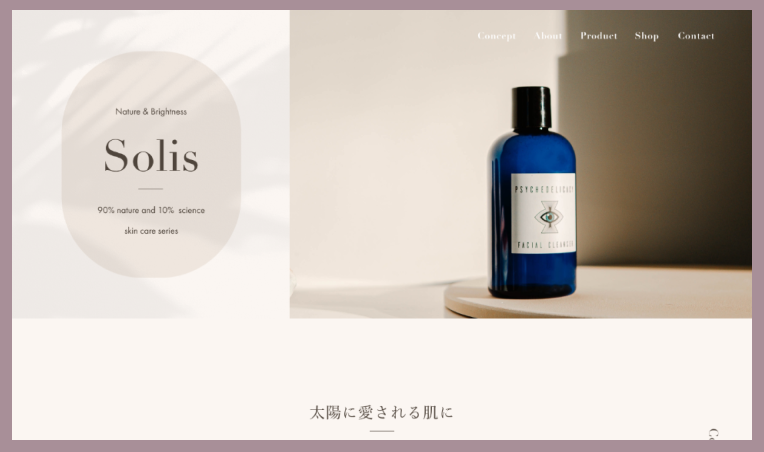 Concept About Product Shop Contact
Nature & Brightness
Solis
90% nature and 10% science
skin care series
PSYCHEDELICACY
FACIAL CLEANSER
太陽に愛される肌に